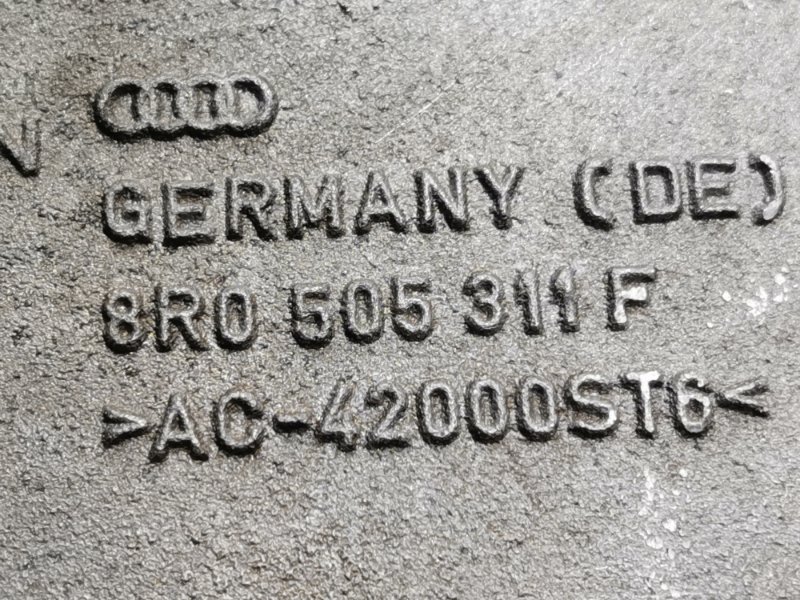 GERMANY (DE)
8R0 505 311 F
>AC-42000ST6<